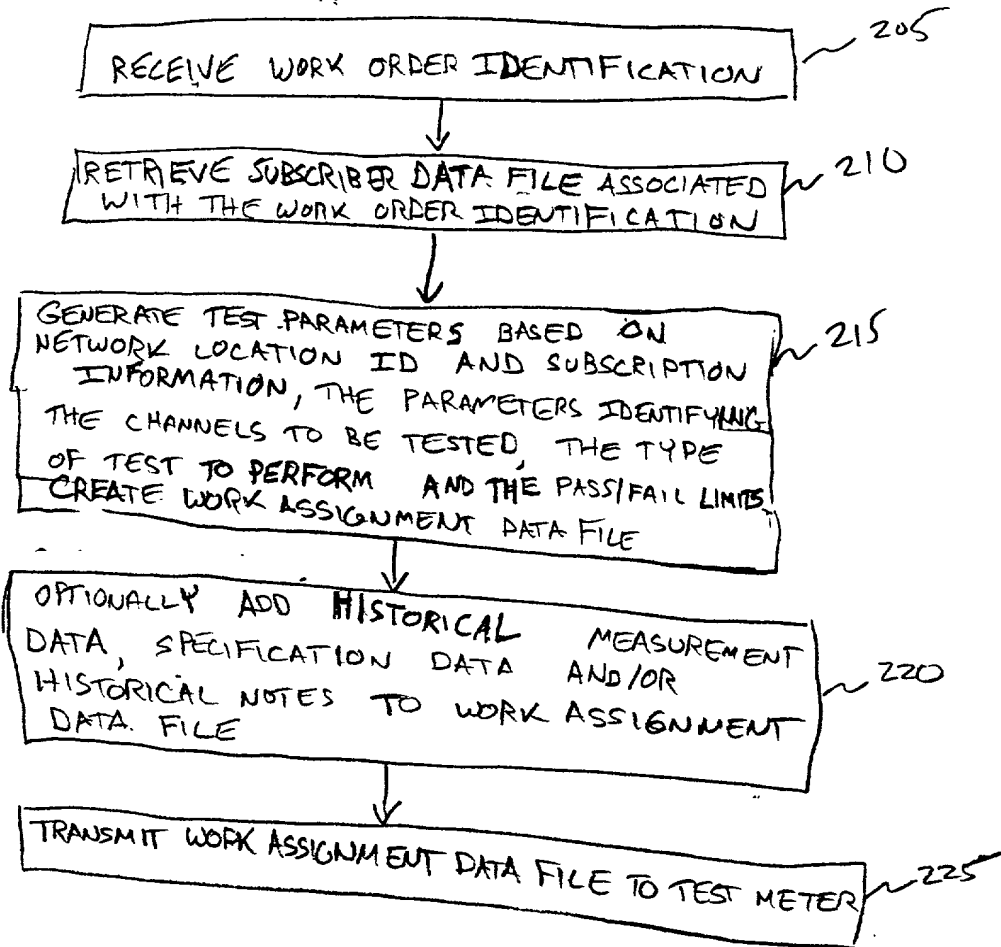 RECEIVE WORK ORDER IDENTIFICATION
205
RETRIEVE SUBSCRIBER DATA FILE ASSOCIATED
WITH THE WORK ORDER IDENTIFICATION
210
GENERATE TEST PARAMETERS BASED ON
NETWORK LOCATION ID AND SUBSCRIPTION
INFORMATION, THE PARAMETERS IDENTIFYING
THE CHANNELS TO BE TESTED, THE TYPE
OF TEST TO PERFORM AND THE PASS/FAIL LIMITS
CREATE WORK ASSIGNMENT DATA FILE
215
OPTIONALLY ADD HISTORICAL MEASUREMENT
DATA, SPECIFICATION DATA AND/OR
HISTORICAL NOTES TO WORK ASSIGNMENT
DATA FILE
220
TRANSMIT WORK ASSIGNMENT DATA FILE TO TEST METER
225